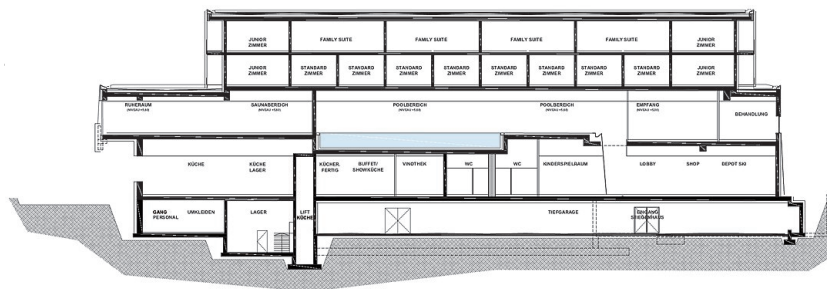 JUNIOR ZIMMER
FAMILY SUITE
FAMILY SUITE
FAMILY SUITE
FAMILY SUITE
JUNIOR ZIMMER
JUNIOR ZIMMER
STANDARD ZIMMER
STANDARD ZIMMER
STANDARD ZIMMER
STANDARD ZIMMER
STANDARD ZIMMER
STANDARD ZIMMER
STANDARD ZIMMER
STANDARD ZIMMER
JUNIOR ZIMMER
RUHERAUM
SAUNABEREICH
POOLBEREICH
POOLBEREICH
EMPFANG
BEHANDLUNG
KÜCHE
KÜCHE LAGER
KÜCHE/ FERTIG
BUFFET/ SHOWKÜCHE
VINOTHEK
WC
WC
KINDERSPIELRAUM
LOBBY
SHOP
DEPOT SKI
GANG PERSONAL
UMKLEIDEN
LAGER
LIFT KÜCHE
TIEFGARAGE
EINGANG STIEGENHAUS